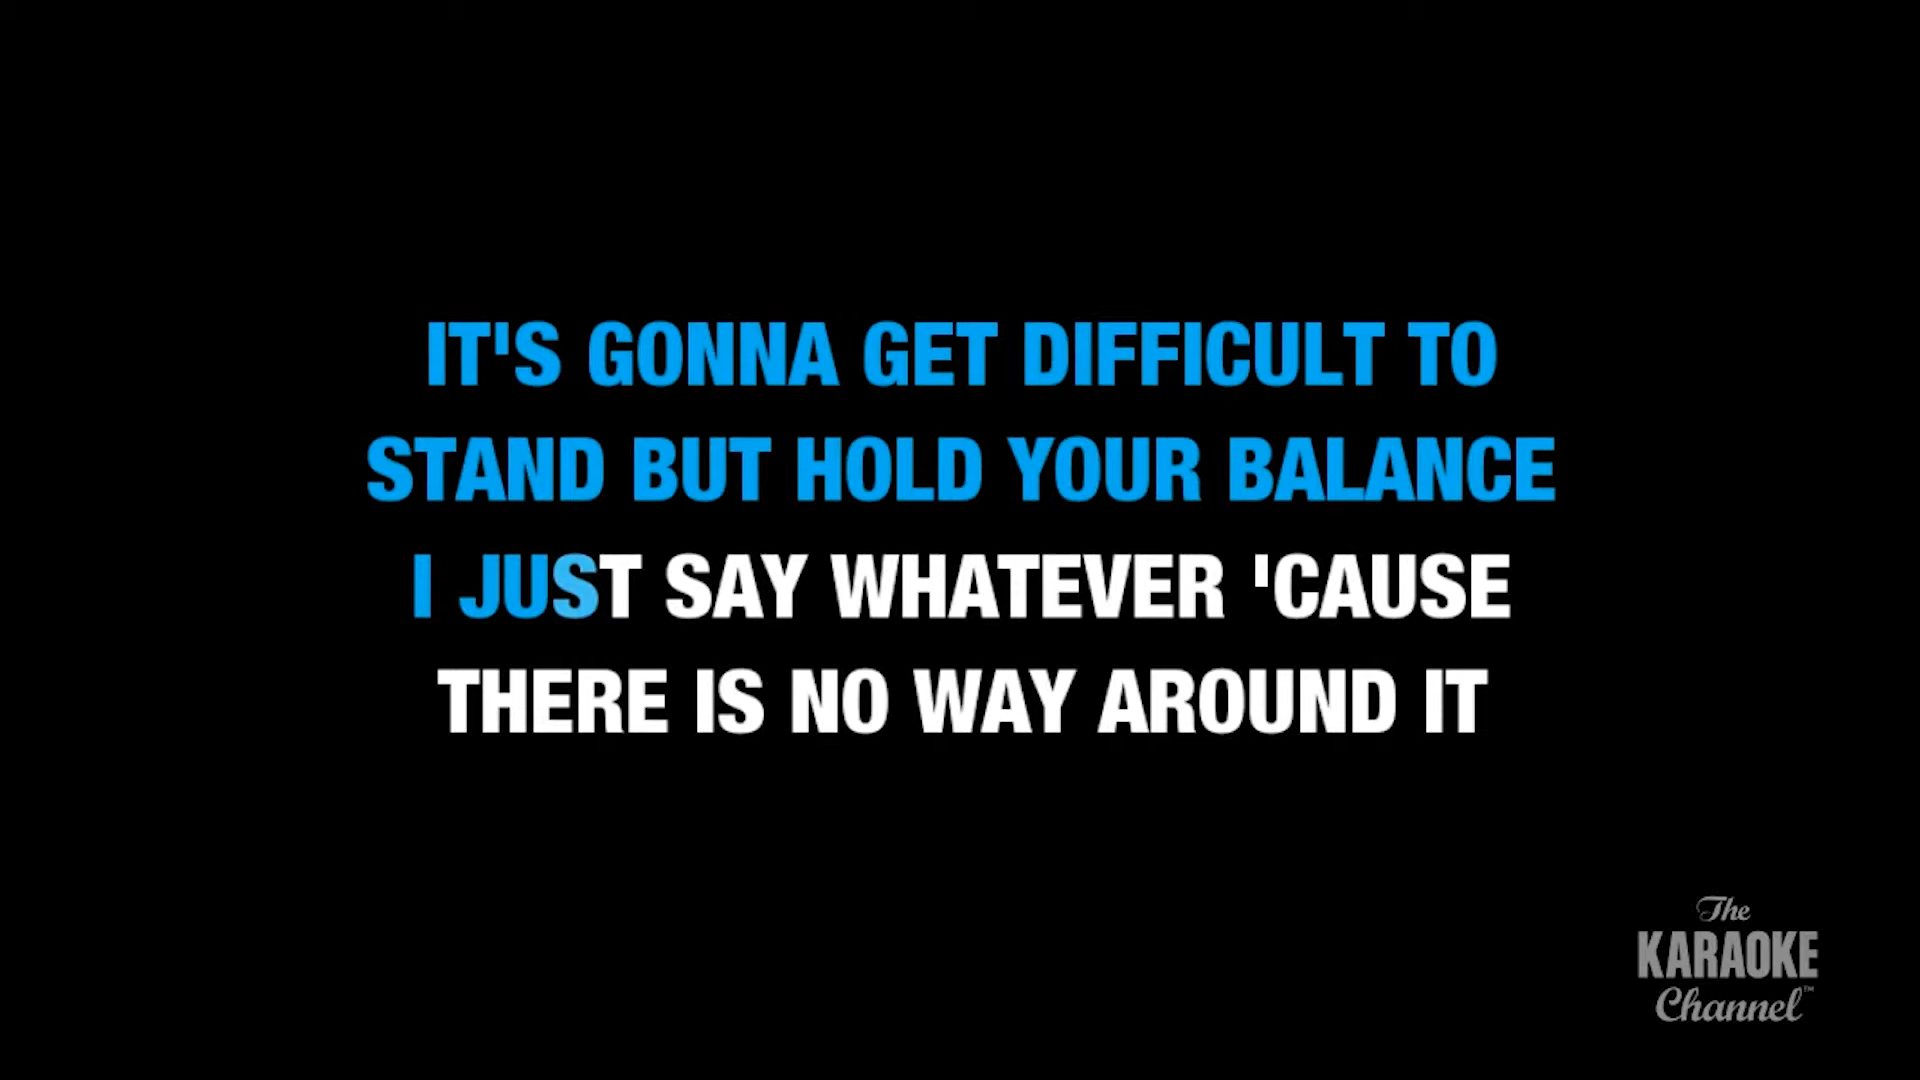 IT'S GONNA GET DIFFICULT TO
STAND BUT HOLD YOUR BALANCE
I JUST SAY WHATEVER 'CAUSE
THERE IS NO WAY AROUND IT
The
KARAOKE
Channel™